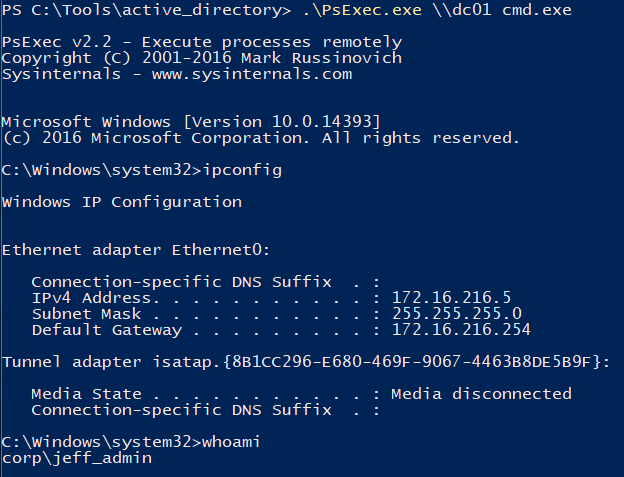 PS C:\Tools\active_directory> .\PsExec.exe \\dc01 cmd.exe
PsExec v2.2 - Execute processes remotely
Copyright (C) 2001-2016 Mark Russinovich
Sysinternals - www.sysinternals.com
Microsoft Windows [Version 10.0.14393]
(c) 2016 Microsoft Corporation. All rights reserved.
C:\Windows\system32>ipconfig
Windows IP Configuration
Ethernet adapter Ethernet0:
Connection-specific DNS Suffix  . :
IPv4 Address. . . . . . . . . . . : 172.16.216.5
Subnet Mask . . . . . . . . . . . : 255.255.255.0
Default Gateway . . . . . . . . . : 172.16.216.254
Tunnel adapter isatap.{8B1CC296-E680-469F-9067-4463B8DE5B9F}:
Media State . . . . . . . . . . . : Media disconnected
Connection-specific DNS Suffix  . :
C:\Windows\system32>whoami
corp\jeff_admin